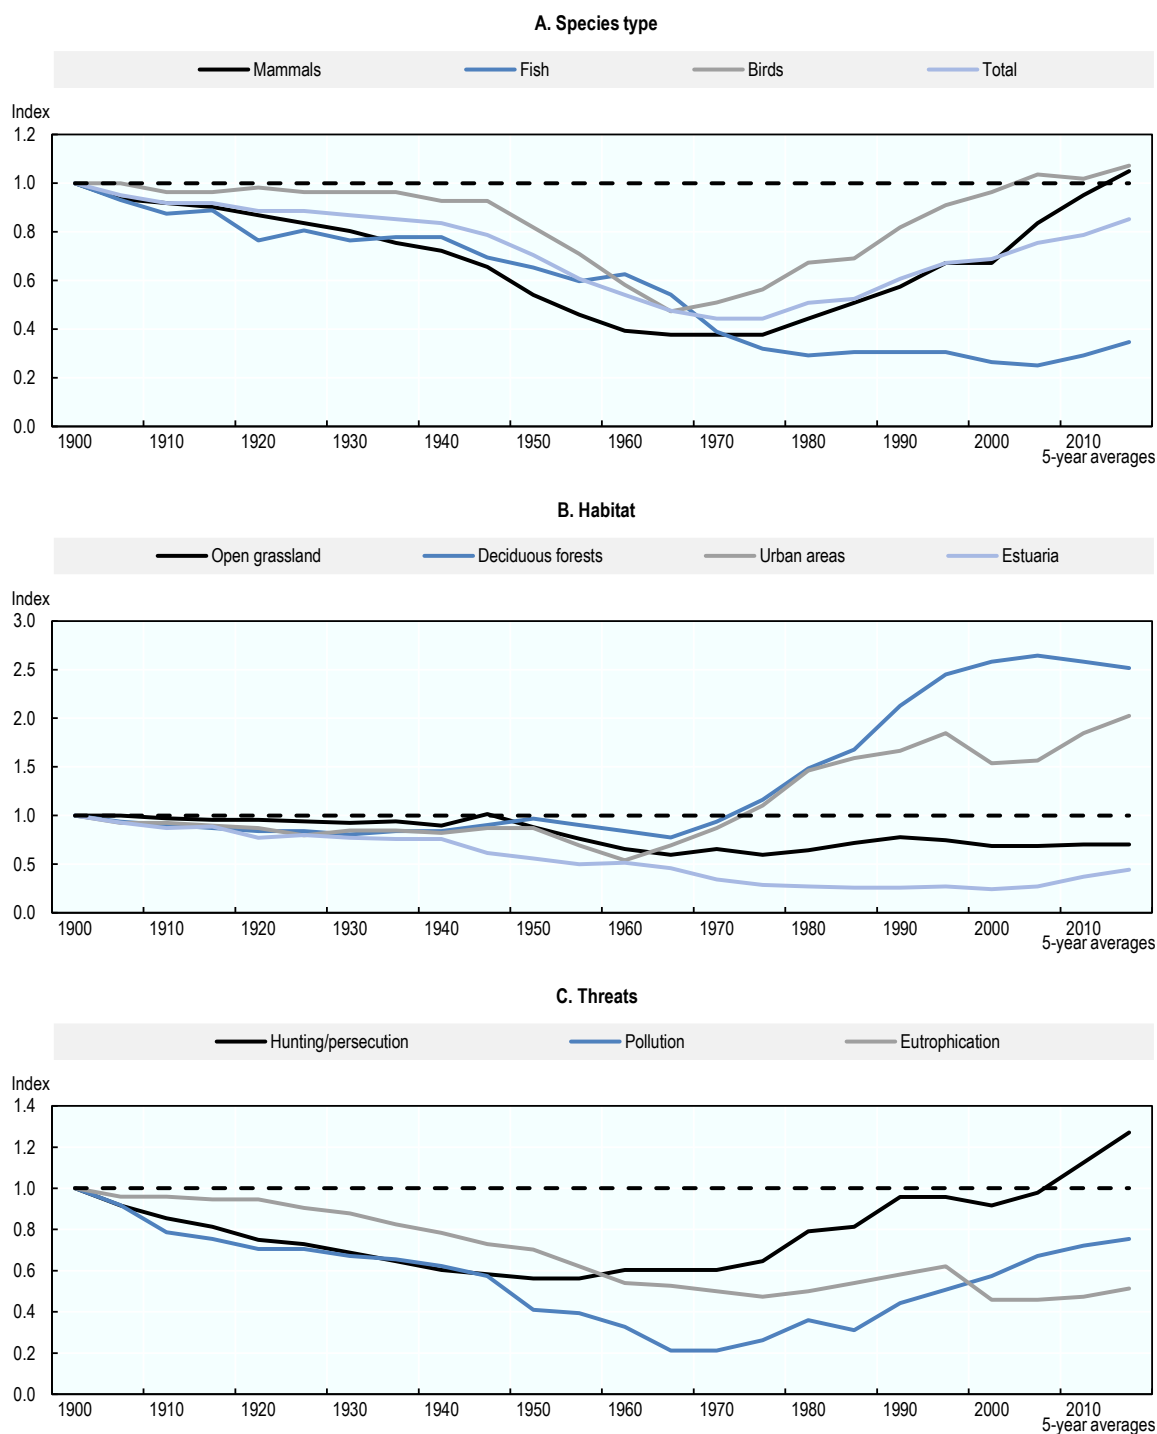 A. Species type
Mammals Fish Birds Total
Index
1.2
1.0
0.8
0.6
0.4
0.2
0.0
1900 1910 1920 1930 1940 1950 1960 1970 1980 1990 2000 2010
5-year averages
B. Habitat
Open grassland Deciduous forests Urban areas Estuaria
Index
3.0
2.5
2.0
1.5
1.0
0.5
0.0
1900 1910 1920 1930 1940 1950 1960 1970 1980 1990 2000 2010
5-year averages
C. Threats
Hunting/persecution Pollution Eutrophication
Index
1.4
1.2
1.0
0.8
0.6
0.4
0.2
0.0
1900 1910 1920 1930 1940 1950 1960 1970 1980 1990 2000 2010
5-year averages